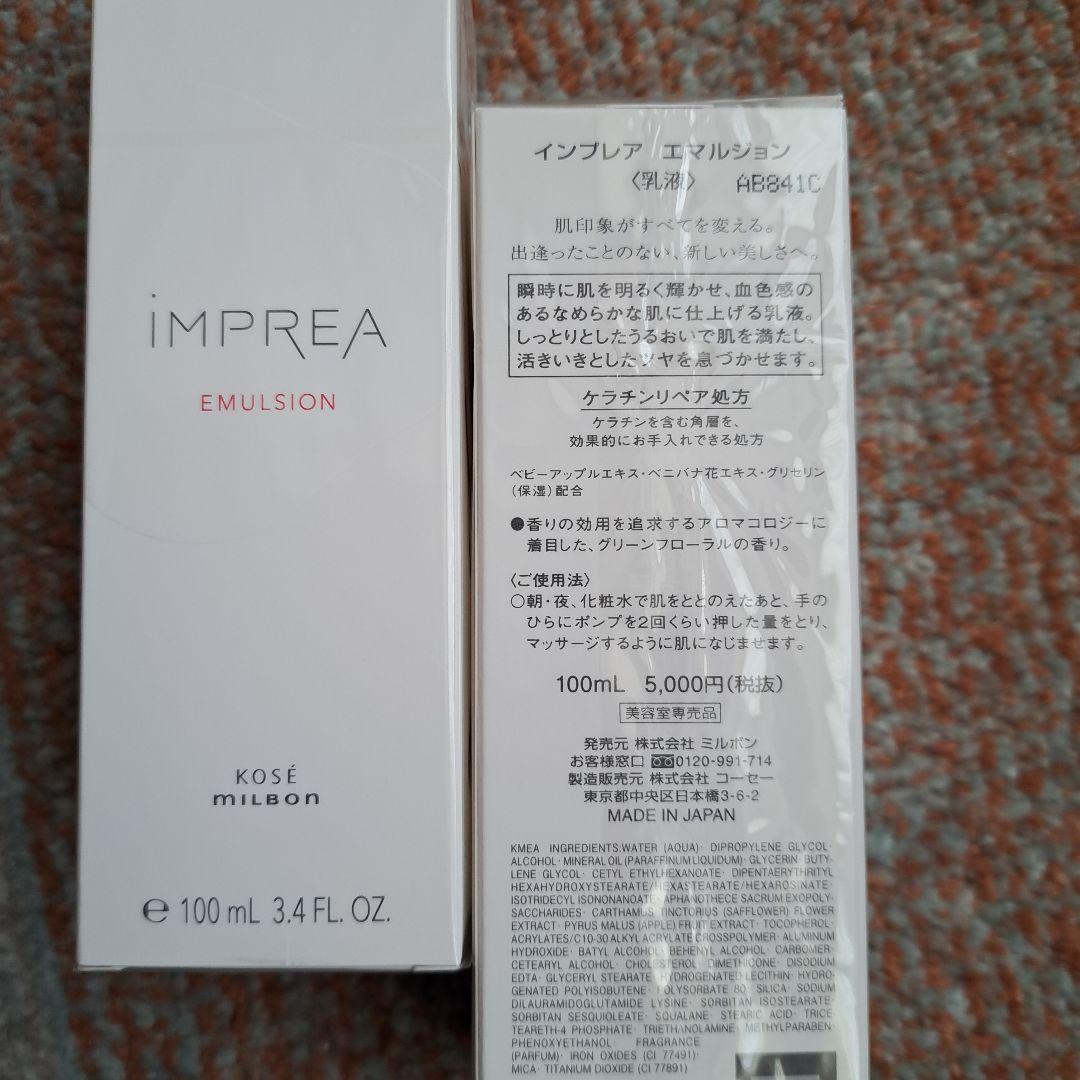 iMPREA
EMULSION
KOSÉ
MILBON
℮ 100 mL 3.4 FL. OZ.
インプレア エマルジョン
〈乳液〉 AB841C
肌印象がすべてを変える。
出逢ったことのない、新しい美しさへ。
瞬時に肌を明るく輝かせ、血色感の
あるなめらかな肌に仕上げる乳液。
しっとりとしたうるおいで肌を満たし、
活きいきとしたツヤを息づかせます。
ケラチンリペア処方
ケラチンを含む角層を、
効果的にお手入れできる処方
ベビーアップルエキス・ベニバナ花エキス・グリセリン
(保湿)配合
●香りの効用を追求するアロマコロジーに
着目した、グリーンフローラルの香り。
〈ご使用法〉
○朝・夜、化粧水で肌をととのえたあと、手の
ひらにポンプを2回くらい押した量をとり、
マッサージするように肌になじませます。
100mL 5,000円(税抜)
美容室専売品
発売元 株式会社 ミルボン
お客様窓口 0120-991-714
製造販売元 株式会社 コーセー
東京都中央区日本橋3-6-2
MADE IN JAPAN
KMEA INGREDIENTS:WATER (AQUA)· DIPROPYLENE GLYCOL·
ALCOHOL· MINERAL OIL (PARAFFINUM LIQUIDUM)· GLYCERIN· BUTY-
LENE GLYCOL· CETYL ETHYLHEXANOATE· DIPENTAERYTHRITYL
HEXAHYDROXYSTEARATE/HEXASTEARATE/HEXAROSINATE·
ISOTRIDECYL ISONONANOATE· APHANOTHECE SACRUM EXOPOLY-
SACCHARIDES· CARTHAMUS TINCTORIUS (SAFFLOWER) FLOWER
EXTRACT· PYRUS MALUS (APPLE) FRUIT EXTRACT· TOCOPHEROL·
ACRYLATES/C10-30 ALKYL ACRYLATE CROSSPOLYMER· ALUMINUM
HYDROXIDE· BATYL ALCOHOL· BEHENYL ALCOHOL· CARBOMER·
CETEARYL ALCOHOL· CHOLESTEROL· DIMETHICONE· DISODIUM
EDTA· GLYCERYL STEARATE· HYDROGENATED LECITHIN· HYDRO-
GENATED POLYISOBUTENE· POLYSORBATE 80· SILICA· SODIUM
DILAURAMIDOGLUTAMIDE LYSINE· SORBITAN ISOSTEARATE·
SORBITAN SESQUIOLEATE· SQUALANE· STEARIC ACID· TRICE-
TEARETH-4 PHOSPHATE· TRIETHANOLAMINE· METHYLPARABEN·
PHENOXYETHANOL· FRAGRANCE
(PARFUM)· IRON OXIDES (CI 77491)·
MICA· TITANIUM DIOXIDE (CI 77891)